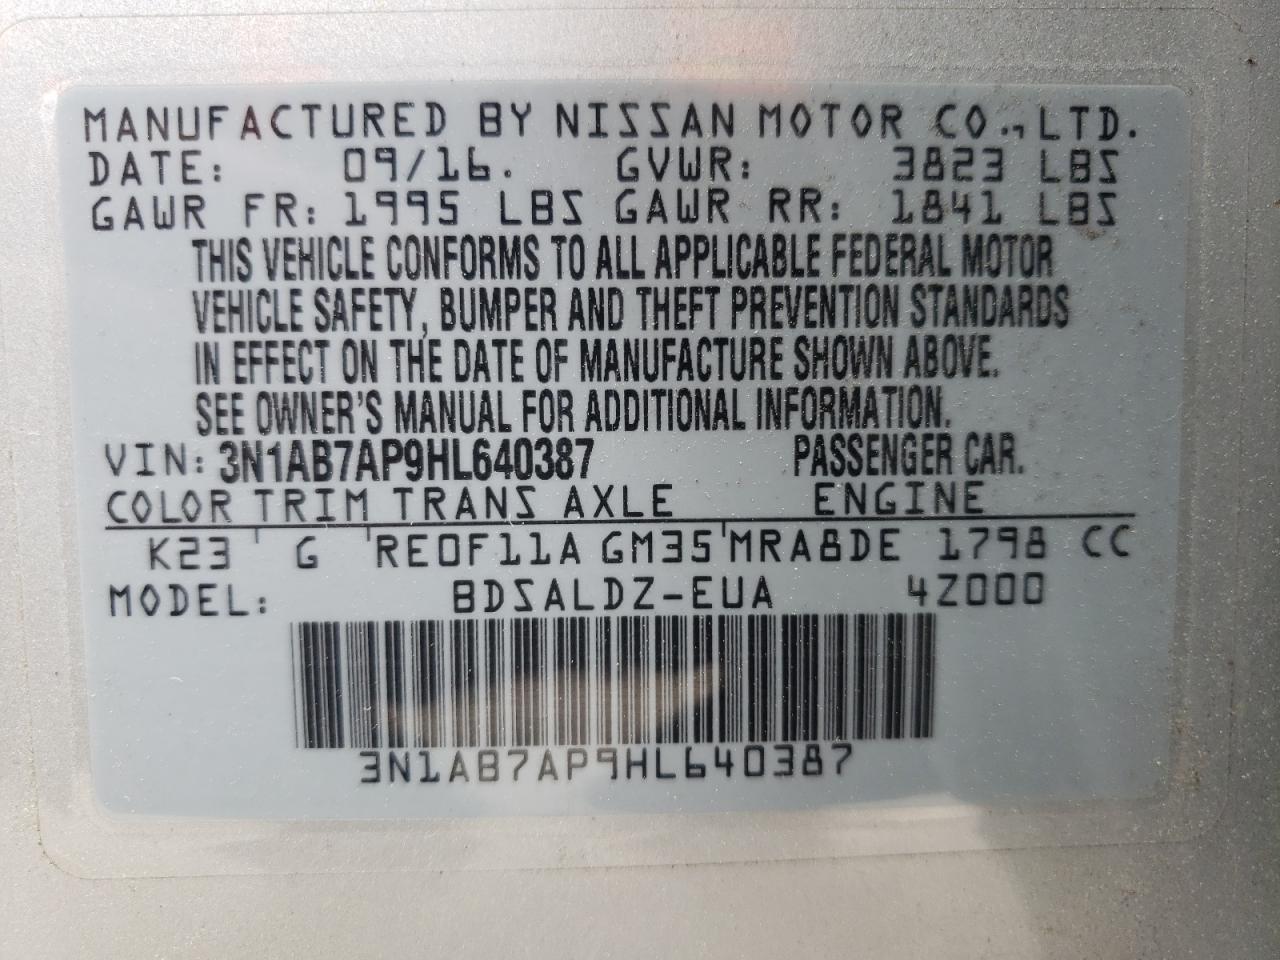 MANUFACTURED BY NISSAN MOTOR CO., LTD.
DATE: 09/16. GVWR: 3823 LBS
GAWR FR: 1995 LBS GAWR RR: 1841 LBS
THIS VEHICLE CONFORMS TO ALL APPLICABLE FEDERAL MOTOR
VEHICLE SAFETY, BUMPER AND THEFT PREVENTION STANDARDS
IN EFFECT ON THE DATE OF MANUFACTURE SHOWN ABOVE.
SEE OWNER'S MANUAL FOR ADDITIONAL INFORMATION.
VIN: 3N1AB7AP9HL640387 PASSENGER CAR.
COLOR TRIM TRANS AXLE ENGINE
K23 ' G 'RE0F11A GM35'MRA8DE 1798 CC
MODEL: BDSALDZ-EUA 4Z000
3N1AB7AP9HL640387